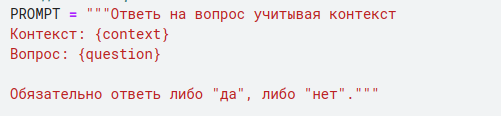 PROMPT = """Ответь на вопрос учитывая контекст
Контекст: {context}
Вопрос: {question}
Обязательно ответь либо "да", либо "нет"."""